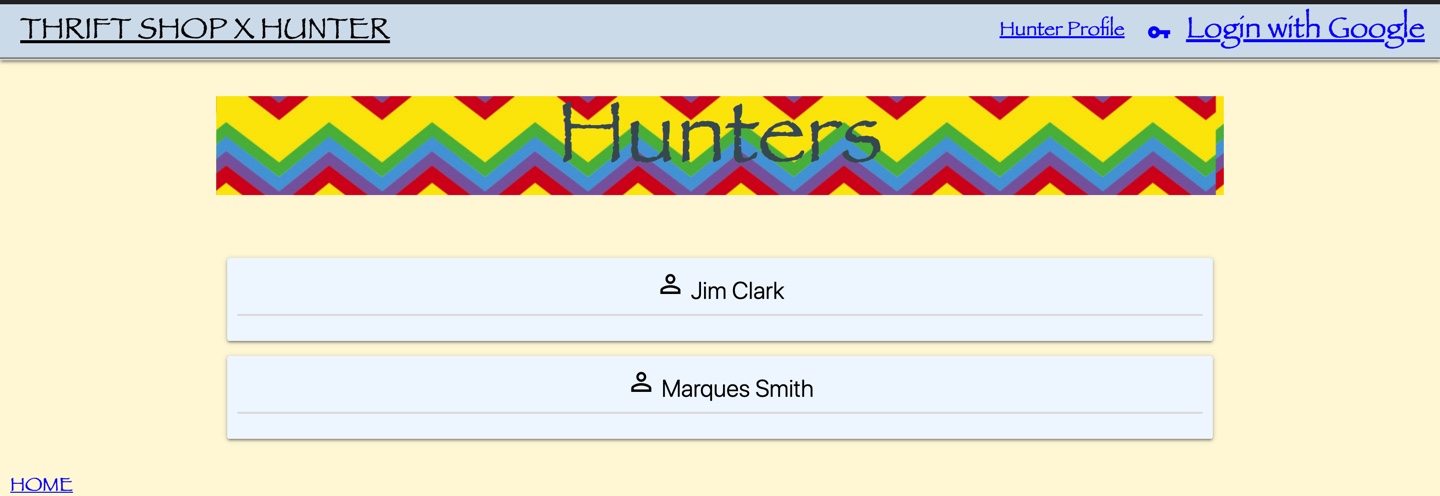 THRIFT SHOP X HUNTER Hunter Profile Login with Google
Hunters
Jim Clark
Marques Smith
HOME